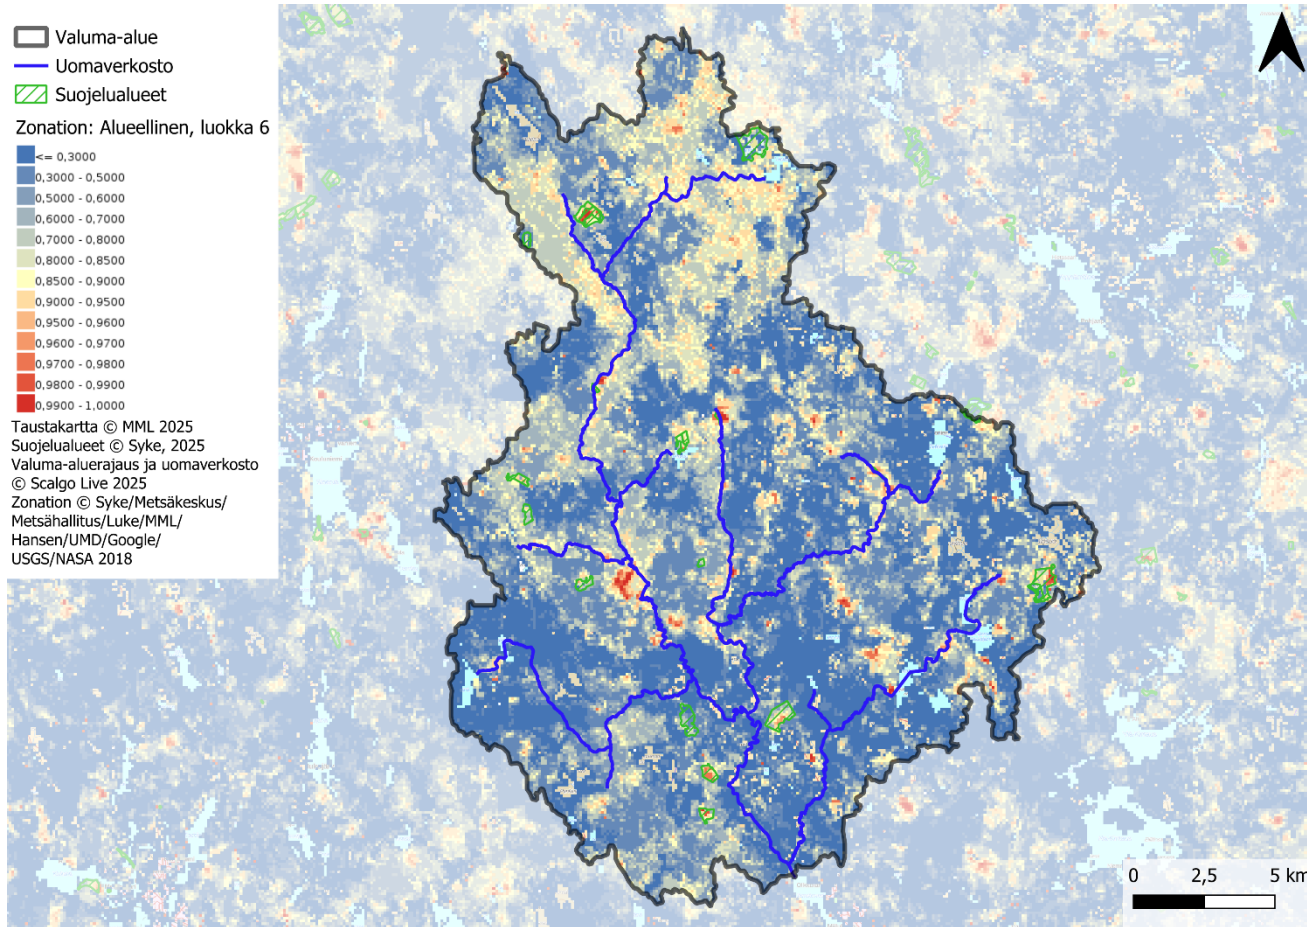 Valuma-alue
Uomaverkosto
Suojelualueet
Zonation: Alueellinen, luokka 6
<= 0,3000
0,3000 - 0,5000
0,5000 - 0,6000
0,6000 - 0,7000
0,7000 - 0,8000
0,8000 - 0,8500
0,8500 - 0,9000
0,9000 - 0,9500
0,9500 - 0,9600
0,9600 - 0,9700
0,9700 - 0,9800
0,9800 - 0,9900
0,9900 - 1,0000
Taustakartta © MML 2025
Suojelualueet © Syke, 2025
Valuma-aluerajaus ja uomaverkosto
© Scalgo Live 2025
Zonation © Syke/Metsäkeskus/
Metsähallitus/Luke/MML/
Hansen/UMD/Google/
USGS/NASA 2018
0 2,5 5 km